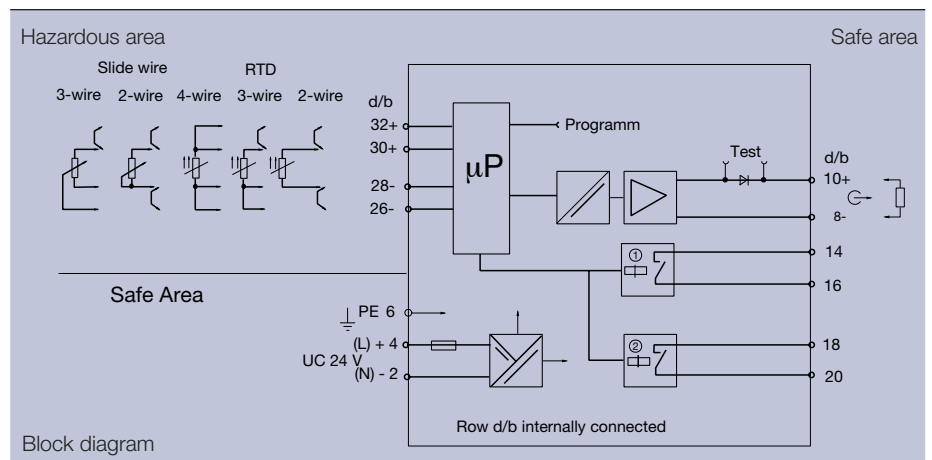 Hazardous area
Safe area
Slide wire
RTD
3-wire 2-wire 4-wire 3-wire 2-wire
d/b
32+
30+
28-
26-
µP
Programm
Test
d/b
10+
8-
①
14
16
Safe Area
PE 6
(L) + 4
UC 24 V
(N) - 2
②
18
20
Row d/b internally connected
Block diagram